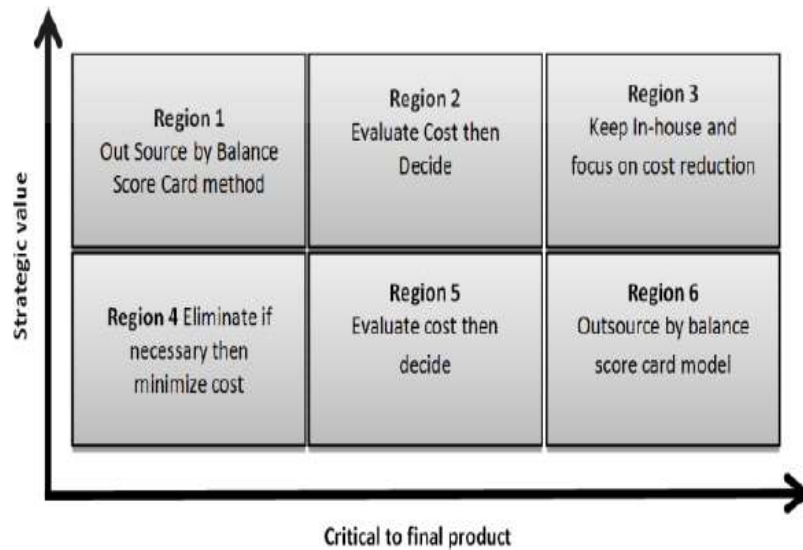 Strategic value
Region 1
Out Source by Balance
Score Card method
Region 2
Evaluate Cost then
Decide
Region 3
Keep In-house and
focus on cost reduction
Region 4 Eliminate if
necessary then
minimize cost
Region 5
Evaluate cost then
decide
Region 6
Outsource by balance
score card model
Critical to final product